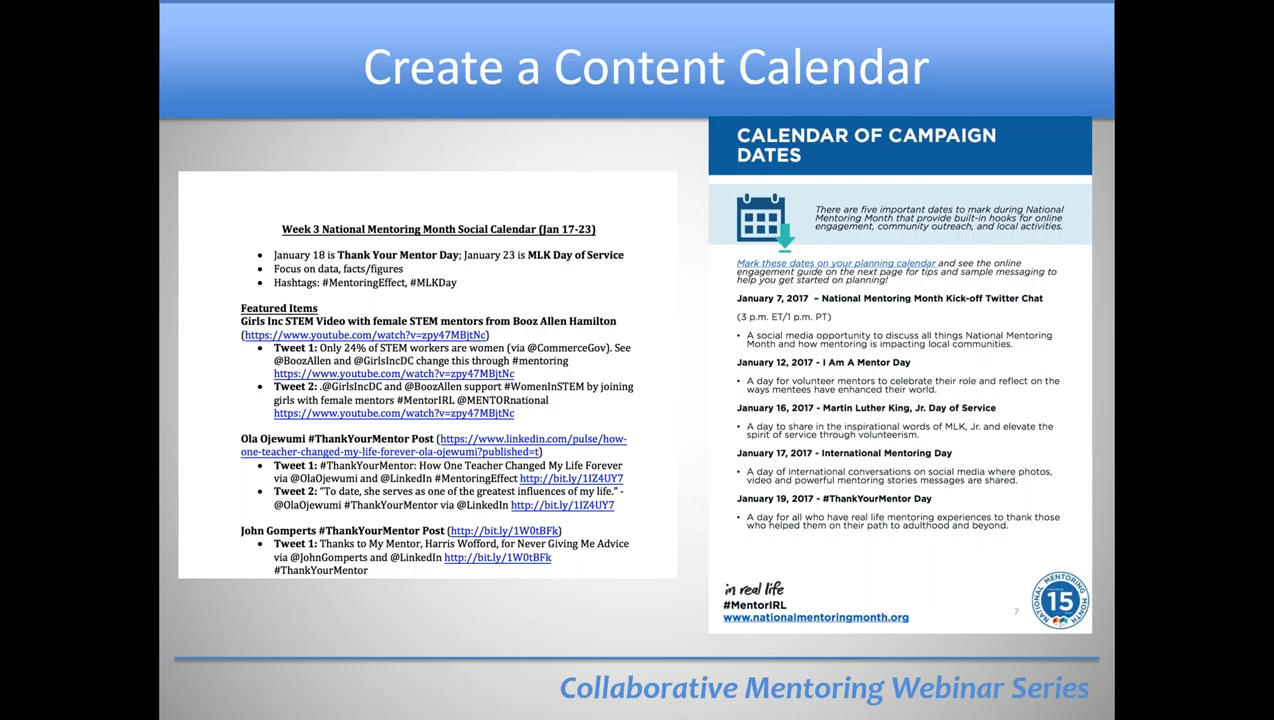 Create a Content Calendar
Week 3 National Mentoring Month Social Calendar (Jan 17-23)
• January 18 is Thank Your Mentor Day; January 23 is MLK Day of Service
• Focus on data, facts/figures
• Hashtags: #MentoringEffect, #MLKDay
Featured Items
Girls Inc STEM Video with female STEM mentors from Booz Allen Hamilton
(https://www.youtube.com/watch?v=zpy47MBjtNc)
• Tweet 1: Only 24% of STEM workers are women (via @CommerceGov). See
@BoozAllen and @GirlsIncDC change this through #mentoring
https://www.youtube.com/watch?v=zpy47MBjtNc
• Tweet 2: .@GirlsIncDC and @BoozAllen support #WomenInSTEM by joining
girls with female mentors #MentorIRL @MENTORnational
https://www.youtube.com/watch?v=zpy47MBjtNc
Ola Ojewumi #ThankYourMentor Post (https://www.linkedin.com/pulse/how-
one-teacher-changed-my-life-forever-ola-ojewumi?published=t)
• Tweet 1: #ThankYourMentor: How One Teacher Changed My Life Forever
via @OlaOjewumi and @LinkedIn #MentoringEffect http://bit.ly/1IZ4UY7
• Tweet 2: "To date, she serves as one of the greatest influences of my life." -
@OlaOjewumi #ThankYourMentor via @LinkedIn http://bit.ly/1IZ4UY7
John Gomperts #ThankYourMentor Post (http://bit.ly/1W0tBFk)
• Tweet 1: Thanks to My Mentor, Harris Wofford, for Never Giving Me Advice
via @JohnGomperts and @LinkedIn http://bit.ly/1W0tBFk
#ThankYourMentor
CALENDAR OF CAMPAIGN
DATES
There are five important dates to mark during National
Mentoring Month that provide built-in hooks for online
engagement, community outreach, and local activities.
Mark these dates on your planning calendar and see the online
engagement guide on the next page for tips and sample messaging to
help you get started on planning!
January 7, 2017 – National Mentoring Month Kick-off Twitter Chat
(3 p.m. ET/1 p.m. PT)
• A social media opportunity to discuss all things National Mentoring
Month and how mentoring is impacting local communities.
January 12, 2017 - I Am A Mentor Day
• A day for volunteer mentors to celebrate their role and reflect on the
ways mentees have enhanced their world.
January 16, 2017 - Martin Luther King, Jr. Day of Service
• A day to share in the inspirational words of MLK, Jr. and elevate the
spirit of service through volunteerism.
January 17, 2017 - International Mentoring Day
• A day of international conversations on social media where photos,
video and powerful mentoring stories messages are shared.
January 19, 2017 - #ThankYourMentor Day
• A day for all who have real life mentoring experiences to thank those
who helped them on their path to adulthood and beyond.
in real life
#MentorIRL
www.nationalmentoringmonth.org
7
NATIONAL MENTORING MONTH
15
Collaborative Mentoring Webinar Series